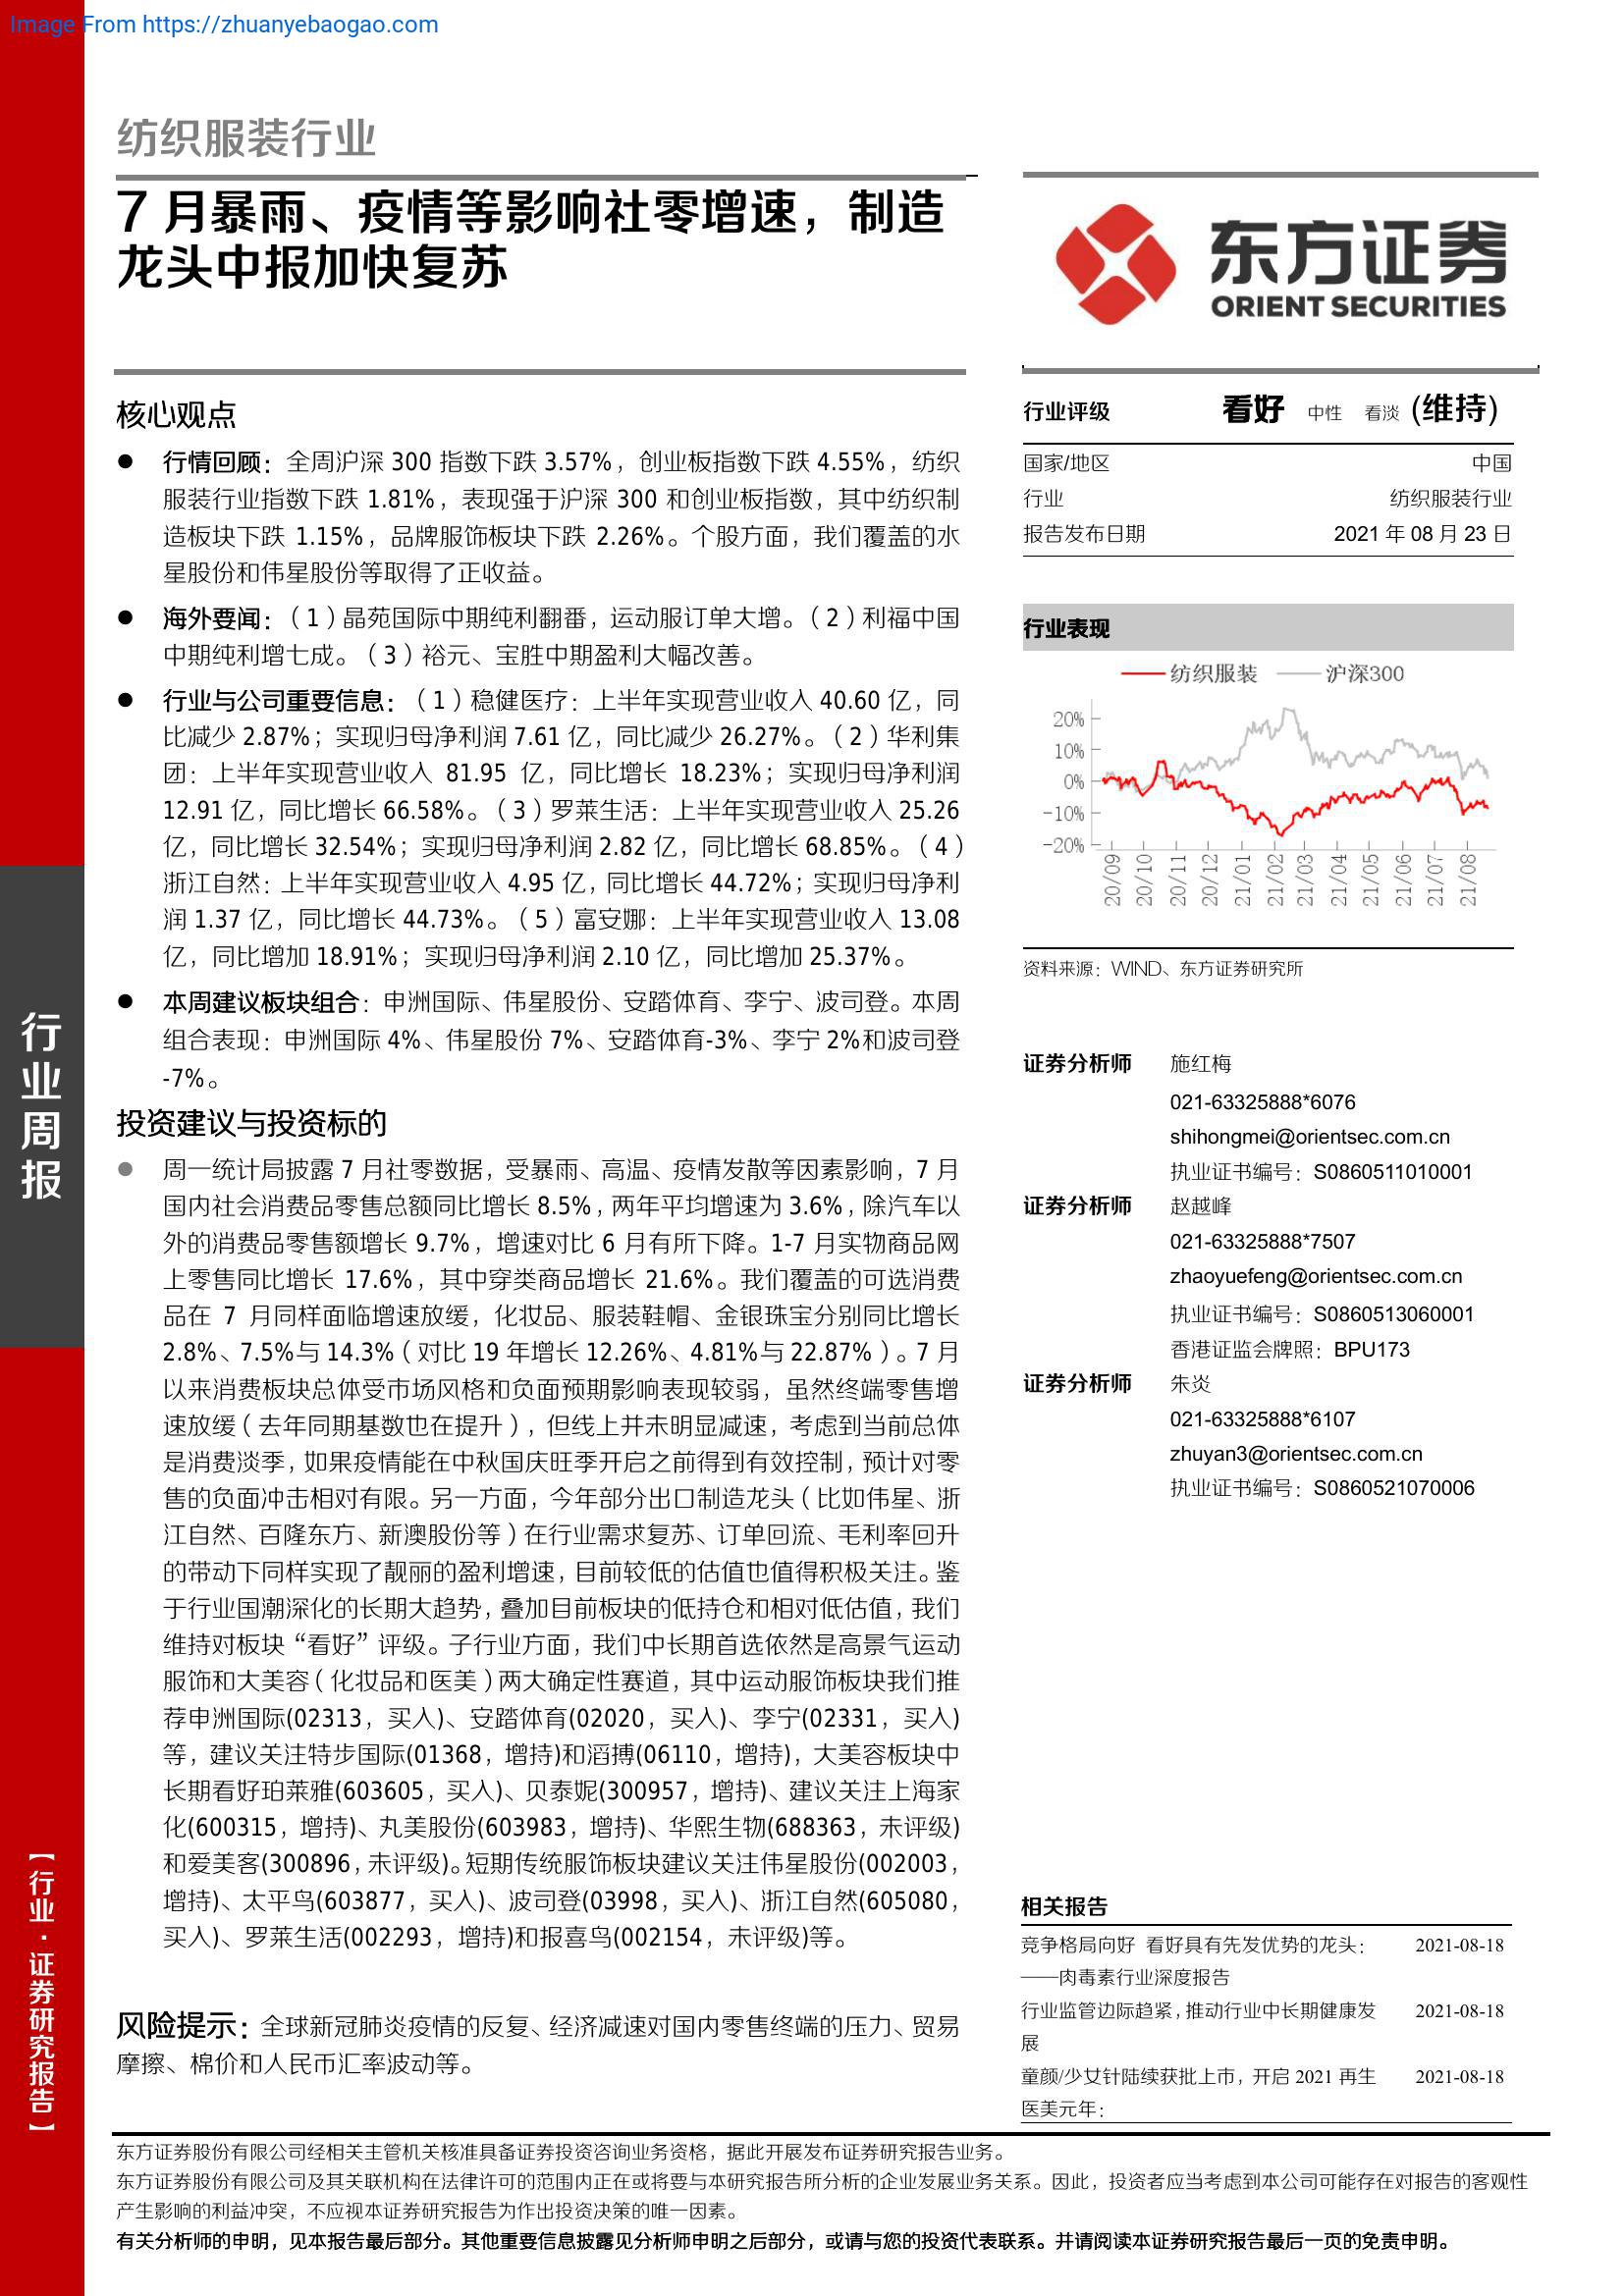 Image From https://zhuanyebaogao.com
纺织服装行业
7 月暴雨、疫情等影响社零增速，制造
龙头中报加快复苏
核心观点
● 行情回顾：全周沪深 300 指数下跌 3.57%，创业板指数下跌 4.55%，纺织
服装行业指数下跌 1.81%，表现强于沪深 300 和创业板指数，其中纺织制
造板块下跌 1.15%，品牌服饰板块下跌 2.26%。个股方面，我们覆盖的水
星股份和伟星股份等取得了正收益。
● 海外要闻：（1）晶苑国际中期纯利翻番，运动服订单大增。（2）利福中国
中期纯利增七成。（3）裕元、宝胜中期盈利大幅改善。
● 行业与公司重要信息：（1）稳健医疗：上半年实现营业收入 40.60 亿，同
比减少 2.87%；实现归母净利润 7.61 亿，同比减少 26.27%。（2）华利集
团：上半年实现营业收入 81.95 亿，同比增长 18.23%；实现归母净利润
12.91 亿，同比增长 66.58%。（3）罗莱生活：上半年实现营业收入 25.26
亿，同比增长 32.54%；实现归母净利润 2.82 亿，同比增长 68.85%。（4）
浙江自然：上半年实现营业收入 4.95 亿，同比增长 44.72%；实现归母净利
润 1.37 亿，同比增长 44.73%。（5）富安娜：上半年实现营业收入 13.08
亿，同比增加 18.91%；实现归母净利润 2.10 亿，同比增加 25.37%。
● 本周建议板块组合：申洲国际、伟星股份、安踏体育、李宁、波司登。本周
组合表现：申洲国际 4%、伟星股份 7%、安踏体育-3%、李宁 2%和波司登
-7%。
投资建议与投资标的
● 周一统计局披露 7 月社零数据，受暴雨、高温、疫情发散等因素影响，7 月
国内社会消费品零售总额同比增长 8.5%，两年平均增速为 3.6%，除汽车以
外的消费品零售额增长 9.7%，增速对比 6 月有所下降。1-7 月实物商品网
上零售同比增长 17.6%，其中穿类商品增长 21.6%。我们覆盖的可选消费
品在 7 月同样面临增速放缓，化妆品、服装鞋帽、金银珠宝分别同比增长
2.8%、7.5%与 14.3%（对比 19 年增长 12.26%、4.81%与 22.87%）。7 月
以来消费板块总体受市场风格和负面预期影响表现较弱，虽然终端零售增
速放缓（去年同期基数也在提升），但线上并未明显减速，考虑到当前总体
是消费淡季，如果疫情能在中秋国庆旺季开启之前得到有效控制，预计对零
售的负面冲击相对有限。另一方面，今年部分出口制造龙头（比如伟星、浙
江自然、百隆东方、新澳股份等）在行业需求复苏、订单回流、毛利率回升
的带动下同样实现了靓丽的盈利增速，目前较低的估值也值得积极关注。鉴
于行业国潮深化的长期大趋势，叠加目前板块的低持仓和相对低估值，我们
维持对板块“看好”评级。子行业方面，我们中长期首选依然是高景气运动
服饰和大美容（化妆品和医美）两大确定性赛道，其中运动服饰板块我们推
荐申洲国际(02313，买入)、安踏体育(02020，买入)、李宁(02331，买入)
等，建议关注特步国际(01368，增持)和滔搏(06110，增持)，大美容板块中
长期看好珀莱雅(603605，买入)、贝泰妮(300957，增持)、建议关注上海家
化(600315，增持)、丸美股份(603983，增持)、华熙生物(688363，未评级)
和爱美客(300896，未评级)。短期传统服饰板块建议关注伟星股份(002003，
增持)、太平鸟(603877，买入)、波司登(03998，买入)、浙江自然(605080，
买入)、罗莱生活(002293，增持)和报喜鸟(002154，未评级)等。
风险提示：全球新冠肺炎疫情的反复、经济减速对国内零售终端的压力、贸易
摩擦、棉价和人民币汇率波动等。
东方证券
ORIENT SECURITIES
行业评级 看好 中性 看淡 (维持)
国家/地区 中国
行业 纺织服装行业
报告发布日期 2021 年 08 月 23 日
行业表现
纺织服装 沪深300
20%
10%
0%
-10%
-20%
20/09 20/10 20/11 20/12 21/01 21/02 21/03 21/04 21/05 21/06 21/07 21/08
资料来源：WIND、东方证券研究所
证券分析师 施红梅
021-63325888*6076
shihongmei@orientsec.com.cn
执业证书编号：S0860511010001
证券分析师 赵越峰
021-63325888*7507
zhaoyuefeng@orientsec.com.cn
执业证书编号：S0860513060001
香港证监会牌照：BPU173
证券分析师 朱炎
021-63325888*6107
zhuyan3@orientsec.com.cn
执业证书编号：S0860521070006
相关报告
竞争格局向好 看好具有先发优势的龙头： 2021-08-18
——肉毒素行业深度报告
行业监管边际趋紧，推动行业中长期健康发 2021-08-18
展
童颜/少女针陆续获批上市，开启 2021 再生 2021-08-18
医美元年：
行业周报
【行业·证券研究报告】
东方证券股份有限公司经相关主管机关核准具备证券投资咨询业务资格，据此开展发布证券研究报告业务。
东方证券股份有限公司及其关联机构在法律许可的范围内正在或将要与本研究报告所分析的企业发展业务关系。因此，投资者应当考虑到本公司可能存在对报告的客观性
产生影响的利益冲突，不应视本证券研究报告为作出投资决策的唯一因素。
有关分析师的申明，见本报告最后部分。其他重要信息披露见分析师申明之后部分，或请与您的投资代表联系。并请阅读本证券研究报告最后一页的免责申明。